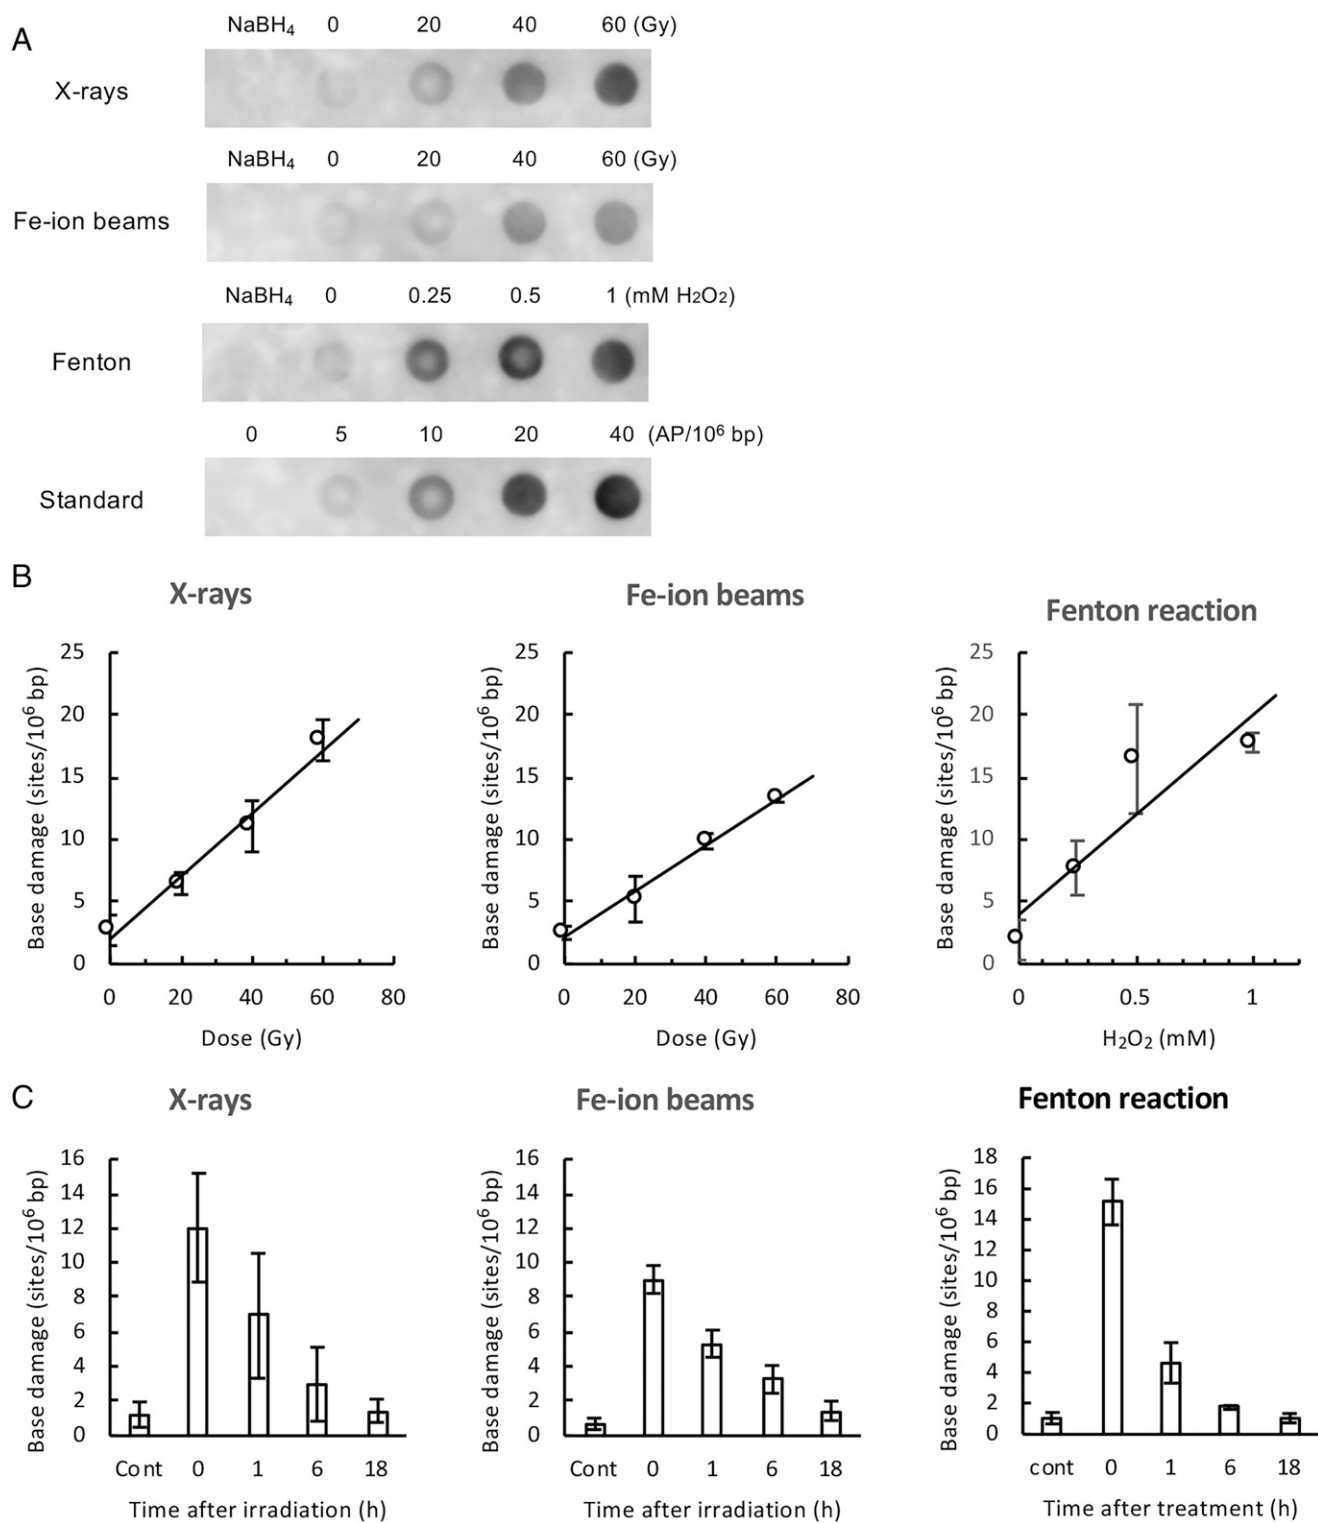 A
NaBH4 0 20 40 60 (Gy)
X-rays
NaBH4 0 20 40 60 (Gy)
Fe-ion beams
NaBH4 0 0.25 0.5 1 (mM H2O2)
Fenton
0 5 10 20 40 (AP/10⁶ bp)
Standard
B
X-rays
Base damage (sites/10⁶ bp)
25
20
15
10
5
0
0 20 40 60 80
Dose (Gy)
Fe-ion beams
Base damage (sites/10⁶ bp)
25
20
15
10
5
0
0 20 40 60 80
Dose (Gy)
Fenton reaction
Base damage (sites/10⁶ bp)
25
20
15
10
5
0
0 0.5 1
H2O2 (mM)
C
X-rays
Base damage (sites/10⁶ bp)
16
14
12
10
8
6
4
2
0
Cont 0 1 6 18
Time after irradiation (h)
Fe-ion beams
Base damage (sites/10⁶ bp)
16
14
12
10
8
6
4
2
0
Cont 0 1 6 18
Time after irradiation (h)
Fenton reaction
Base damage (sites/10⁶ bp)
18
16
14
12
10
8
6
4
2
0
cont 0 1 6 18
Time after treatment (h)